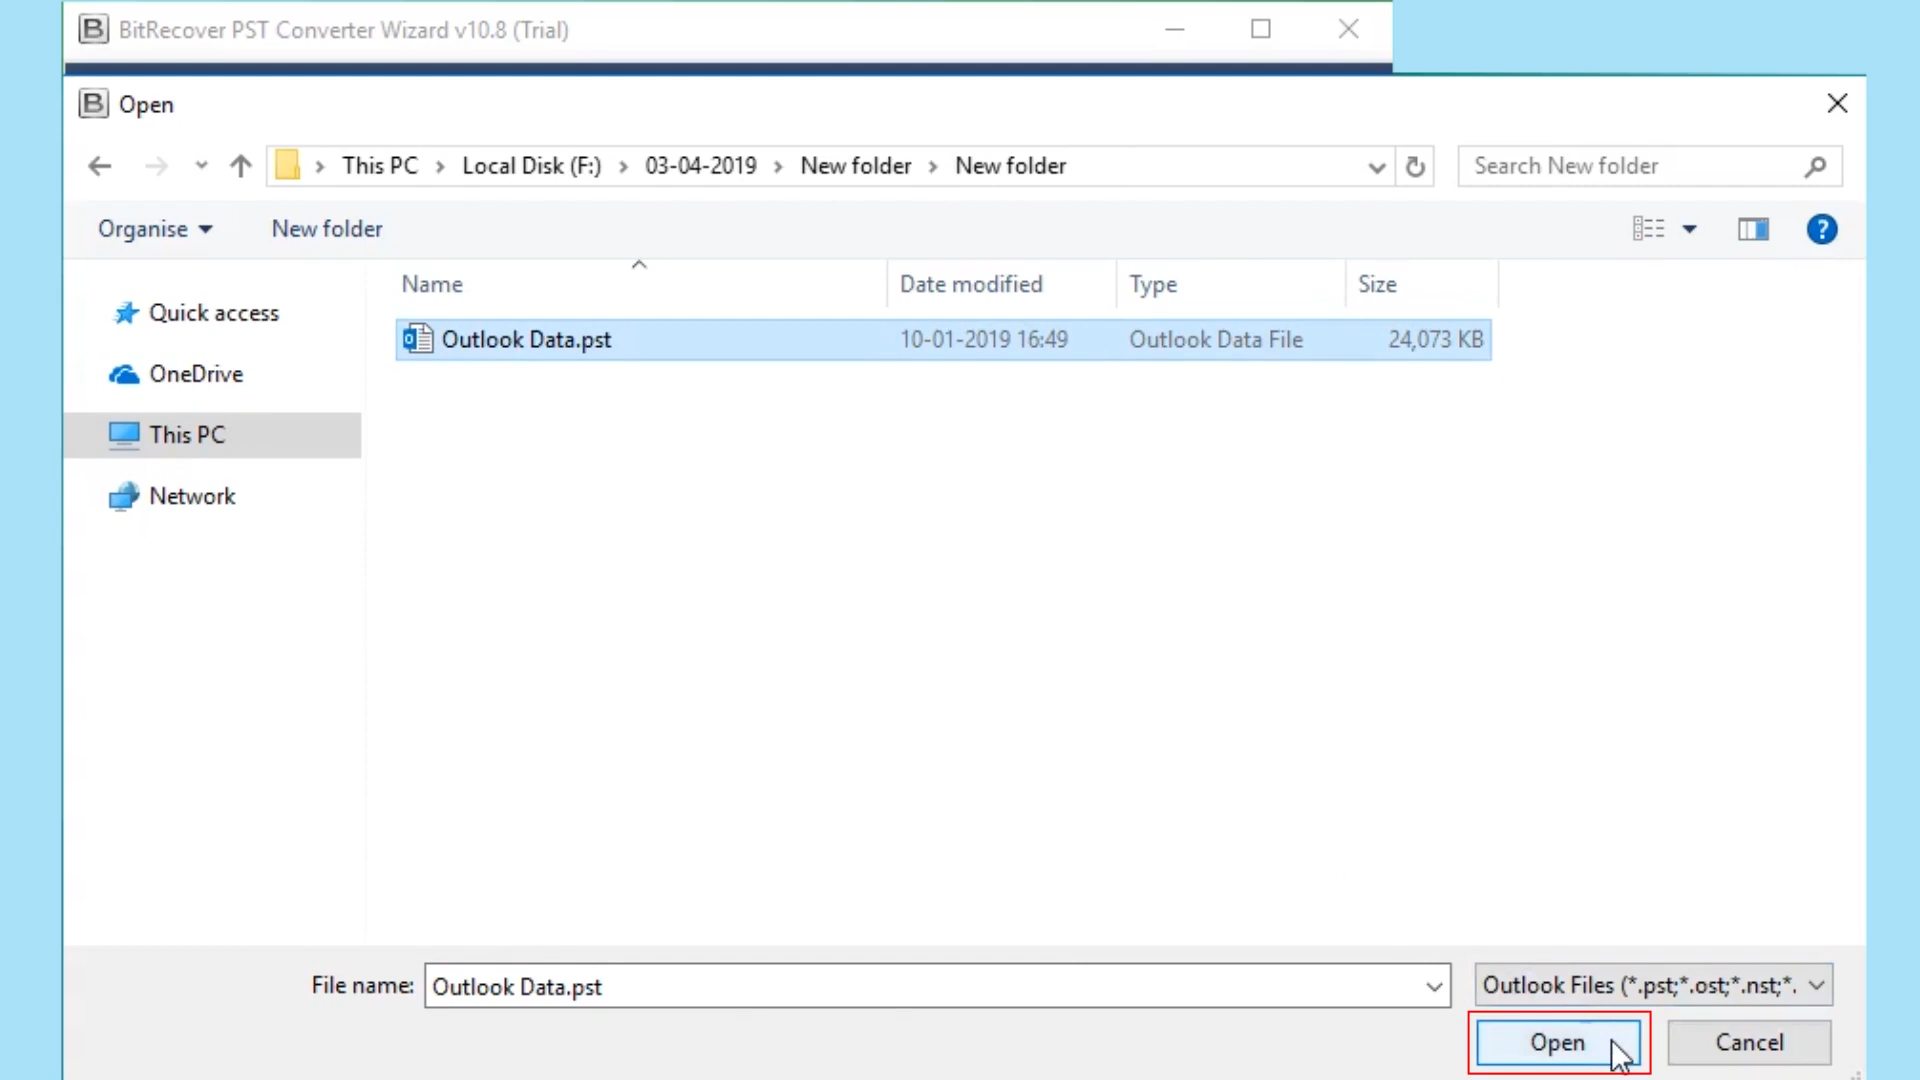 BitRecover PST Converter Wizard v10.8 (Trial)
Open
This PC > Local Disk (F:) > 03-04-2019 > New folder > New folder
Search New folder
Organise
New folder
?
Name
Date modified
Type
Size
Quick access
Outlook Data.pst
10-01-2019 16:49
Outlook Data File
24,073 KB
OneDrive
This PC
Network
File name:
Outlook Data.pst
Outlook Files (*.pst;*.ost;*.nst;*.
Open
Cancel